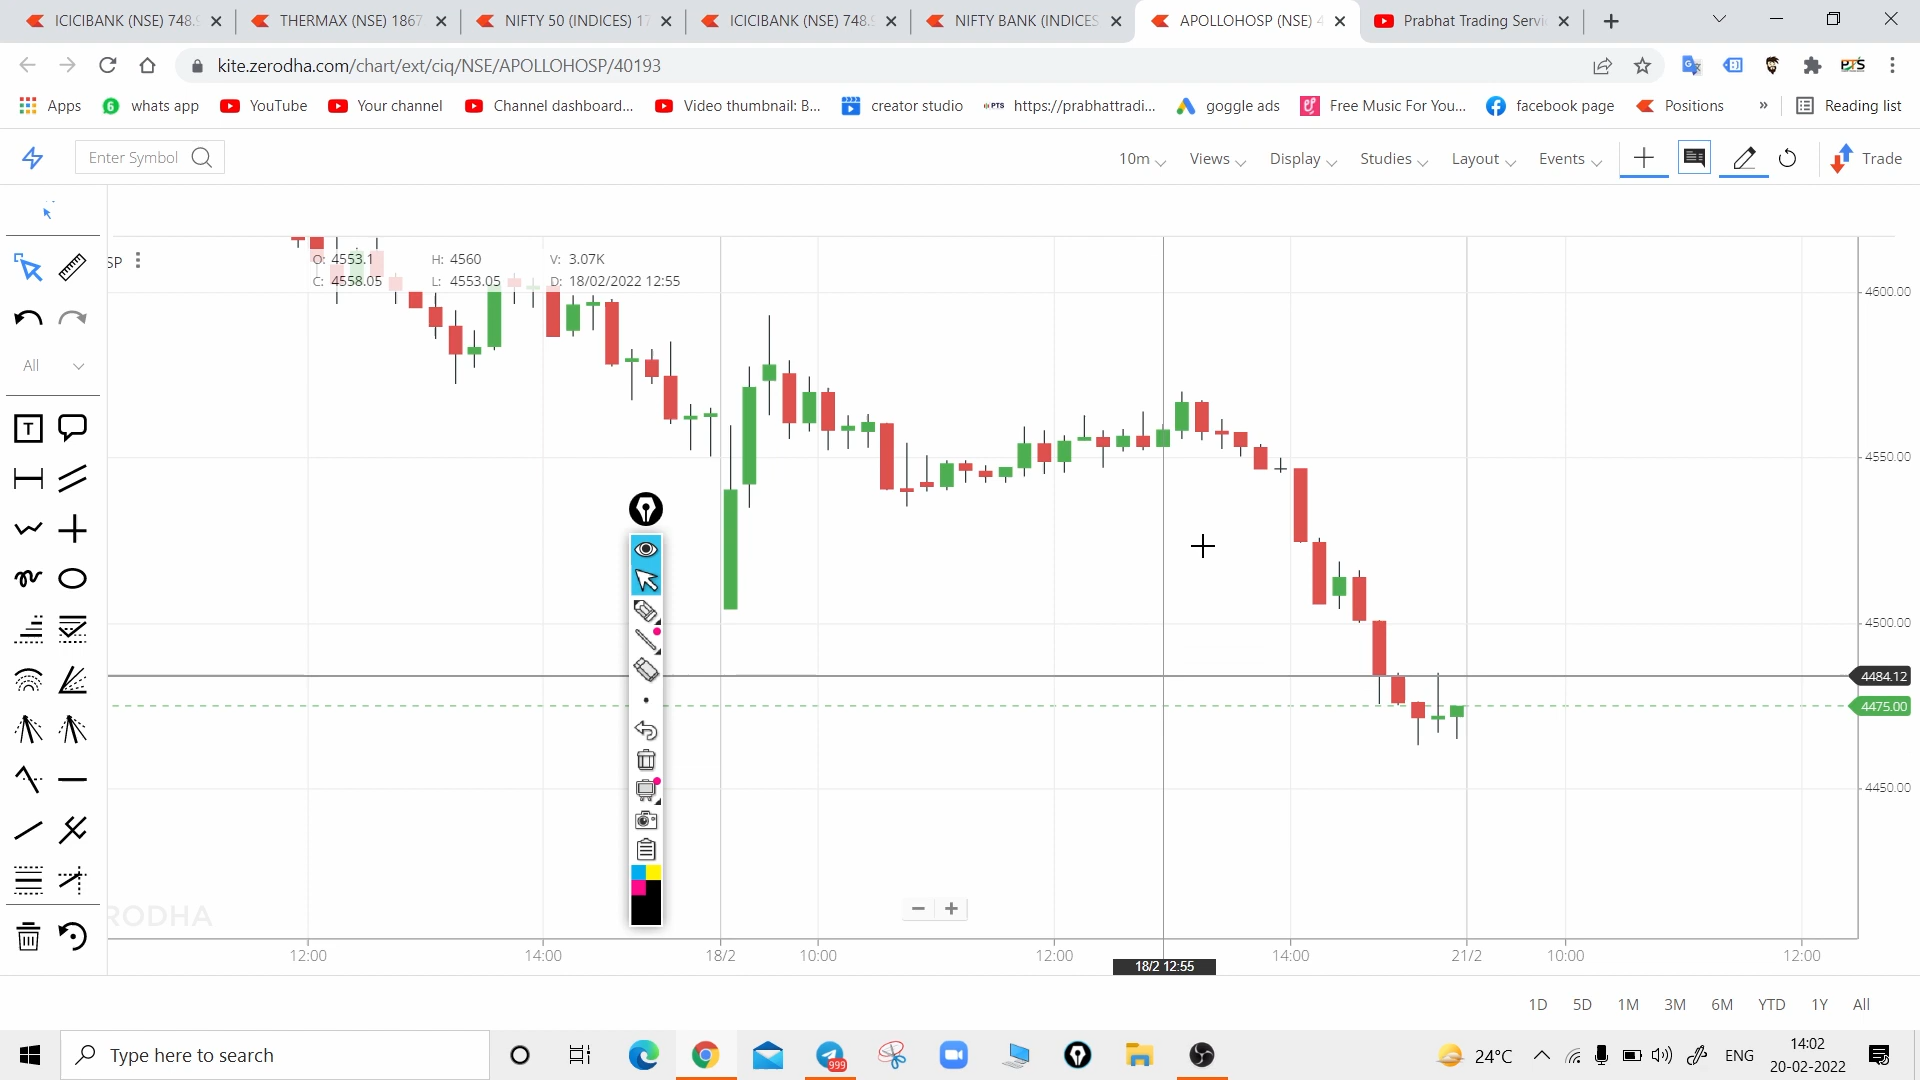 ICICIBANK (NSE) 748.
THERMAX (NSE) 1867
NIFTY 50 (INDICES) 17
ICICIBANK (NSE) 748.
NIFTY BANK (INDICES
APOLLOHOSP (NSE) 4
Prabhat Trading Servi
kite.zerodha.com/chart/ext/ciq/NSE/APOLLOHOSP/40193
PTS
Apps
whats app
YouTube
Your channel
Channel dashboard...
Video thumbnail: B...
creator studio
PTS https://prabhattradi...
goggle ads
Free Music For You...
facebook page
Positions
»
Reading list
Enter Symbol
10m
Views
Display
Studies
Layout
Events
Trade
SP
O: 4553.1 H: 4560 V: 3.07K
C: 4558.05 L: 4553.05 D: 18/02/2022 12:55
All
T
4600.00
4550.00
4500.00
4484.12
4475.00
4450.00
RODHA
12:00 14:00 18/2 10:00 12:00 14:00 21/2 10:00 12:00
18/2 12:55
1D 5D 1M 3M 6M YTD 1Y All
Type here to search
999
24°C
ENG
14:02
20-02-2022